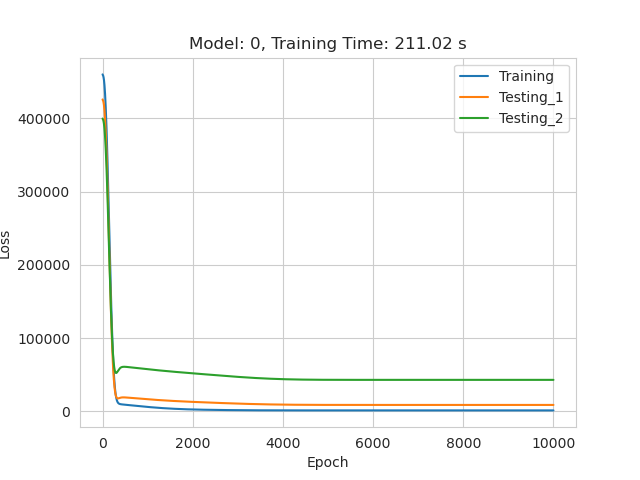 Model: 0, Training Time: 211.02 s
Training
Testing_1
Testing_2
400000
300000
200000
100000
0
Loss
0 2000 4000 6000 8000 10000
Epoch